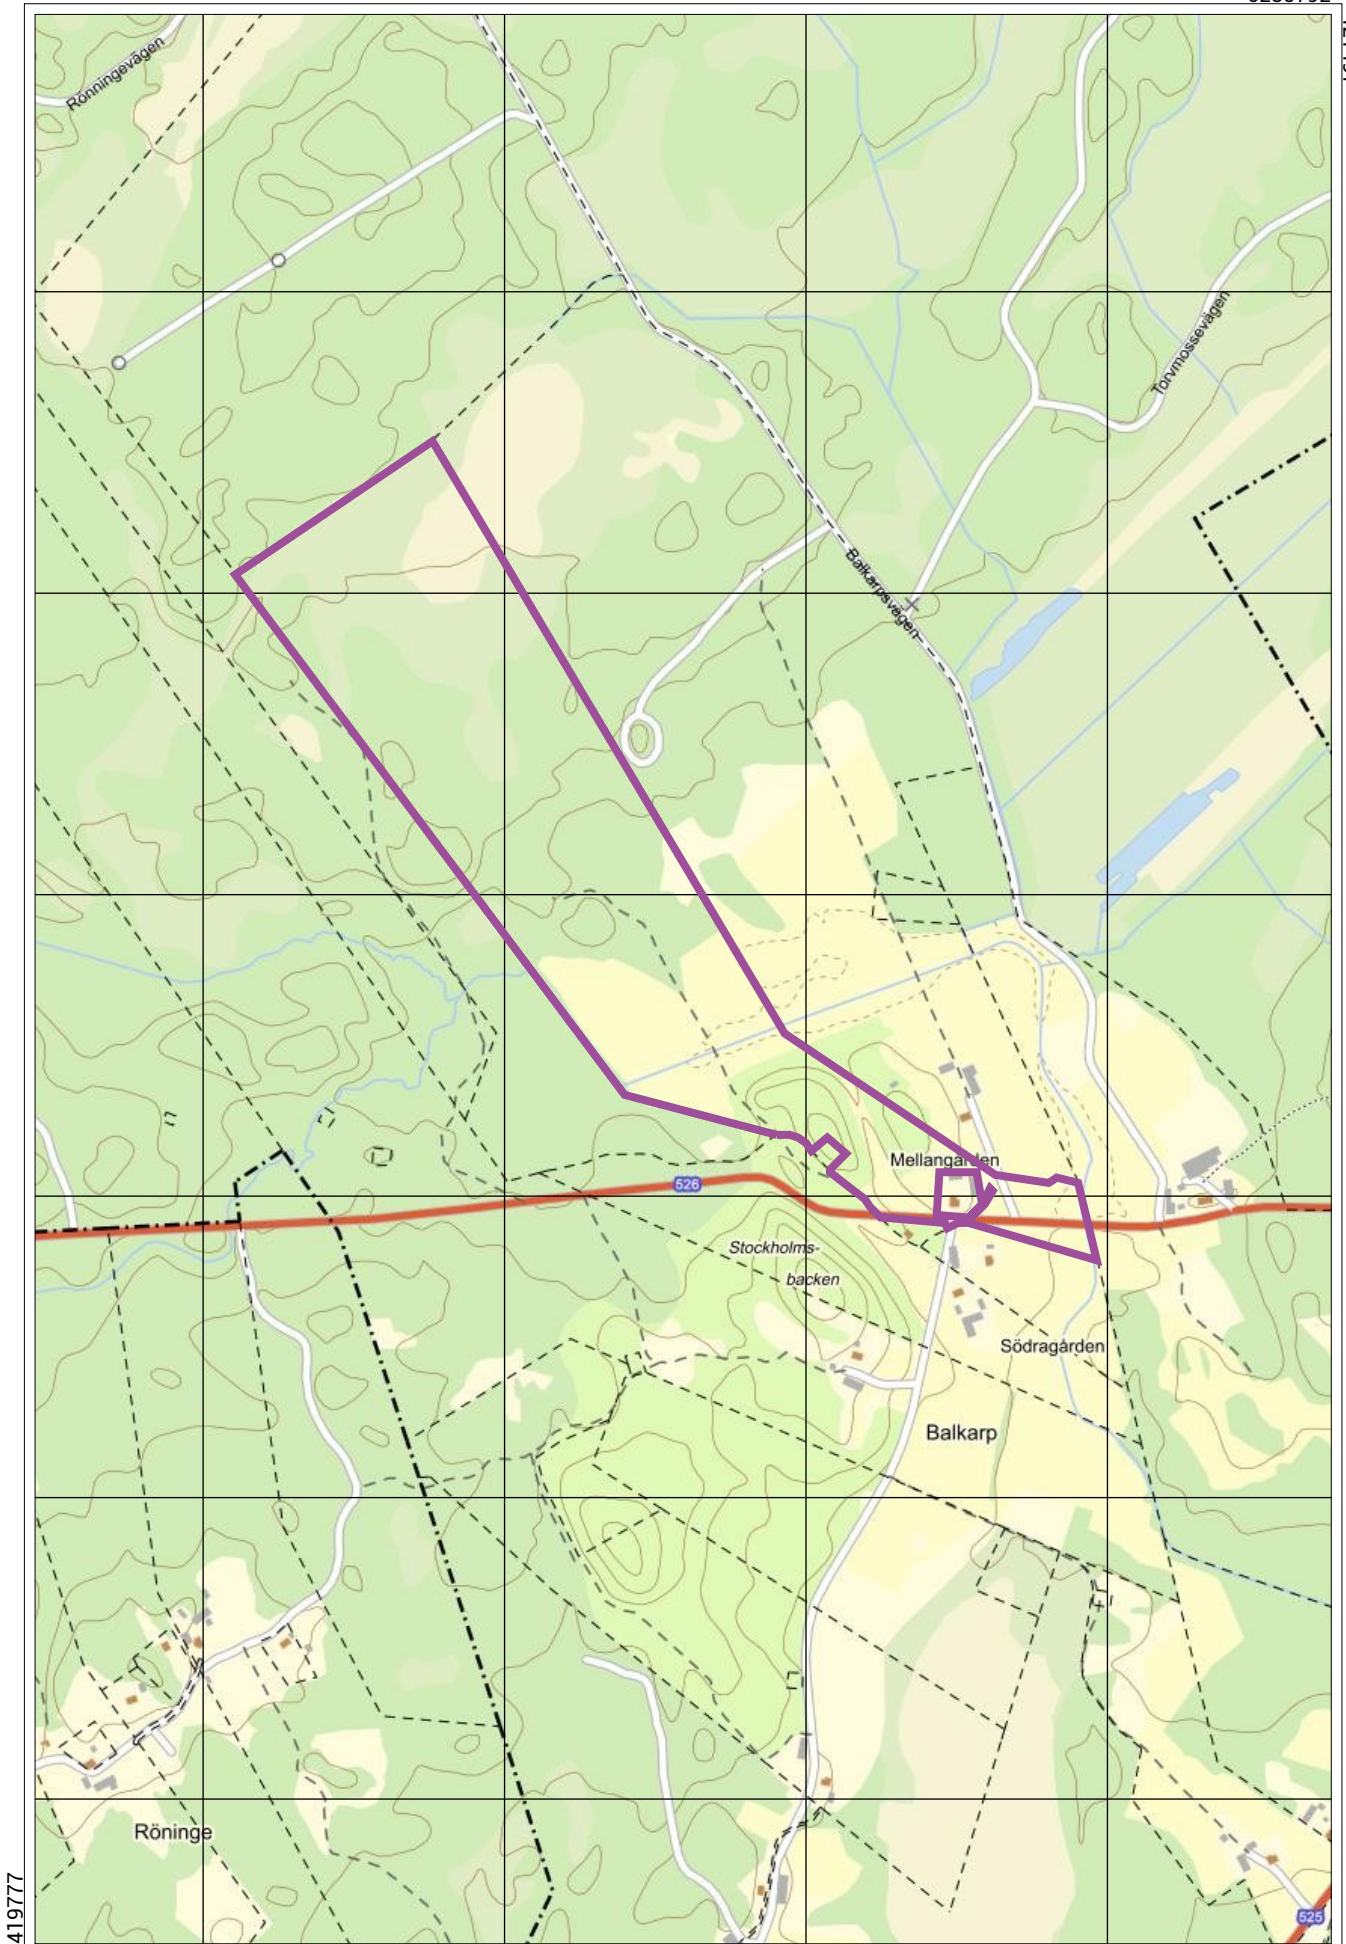 Rönningevägen
Torvmossevägen
Balkarpsvägen
Mellangården
526
Stockholms-
backen
Södragården
Balkarp
Röninge
419777
525